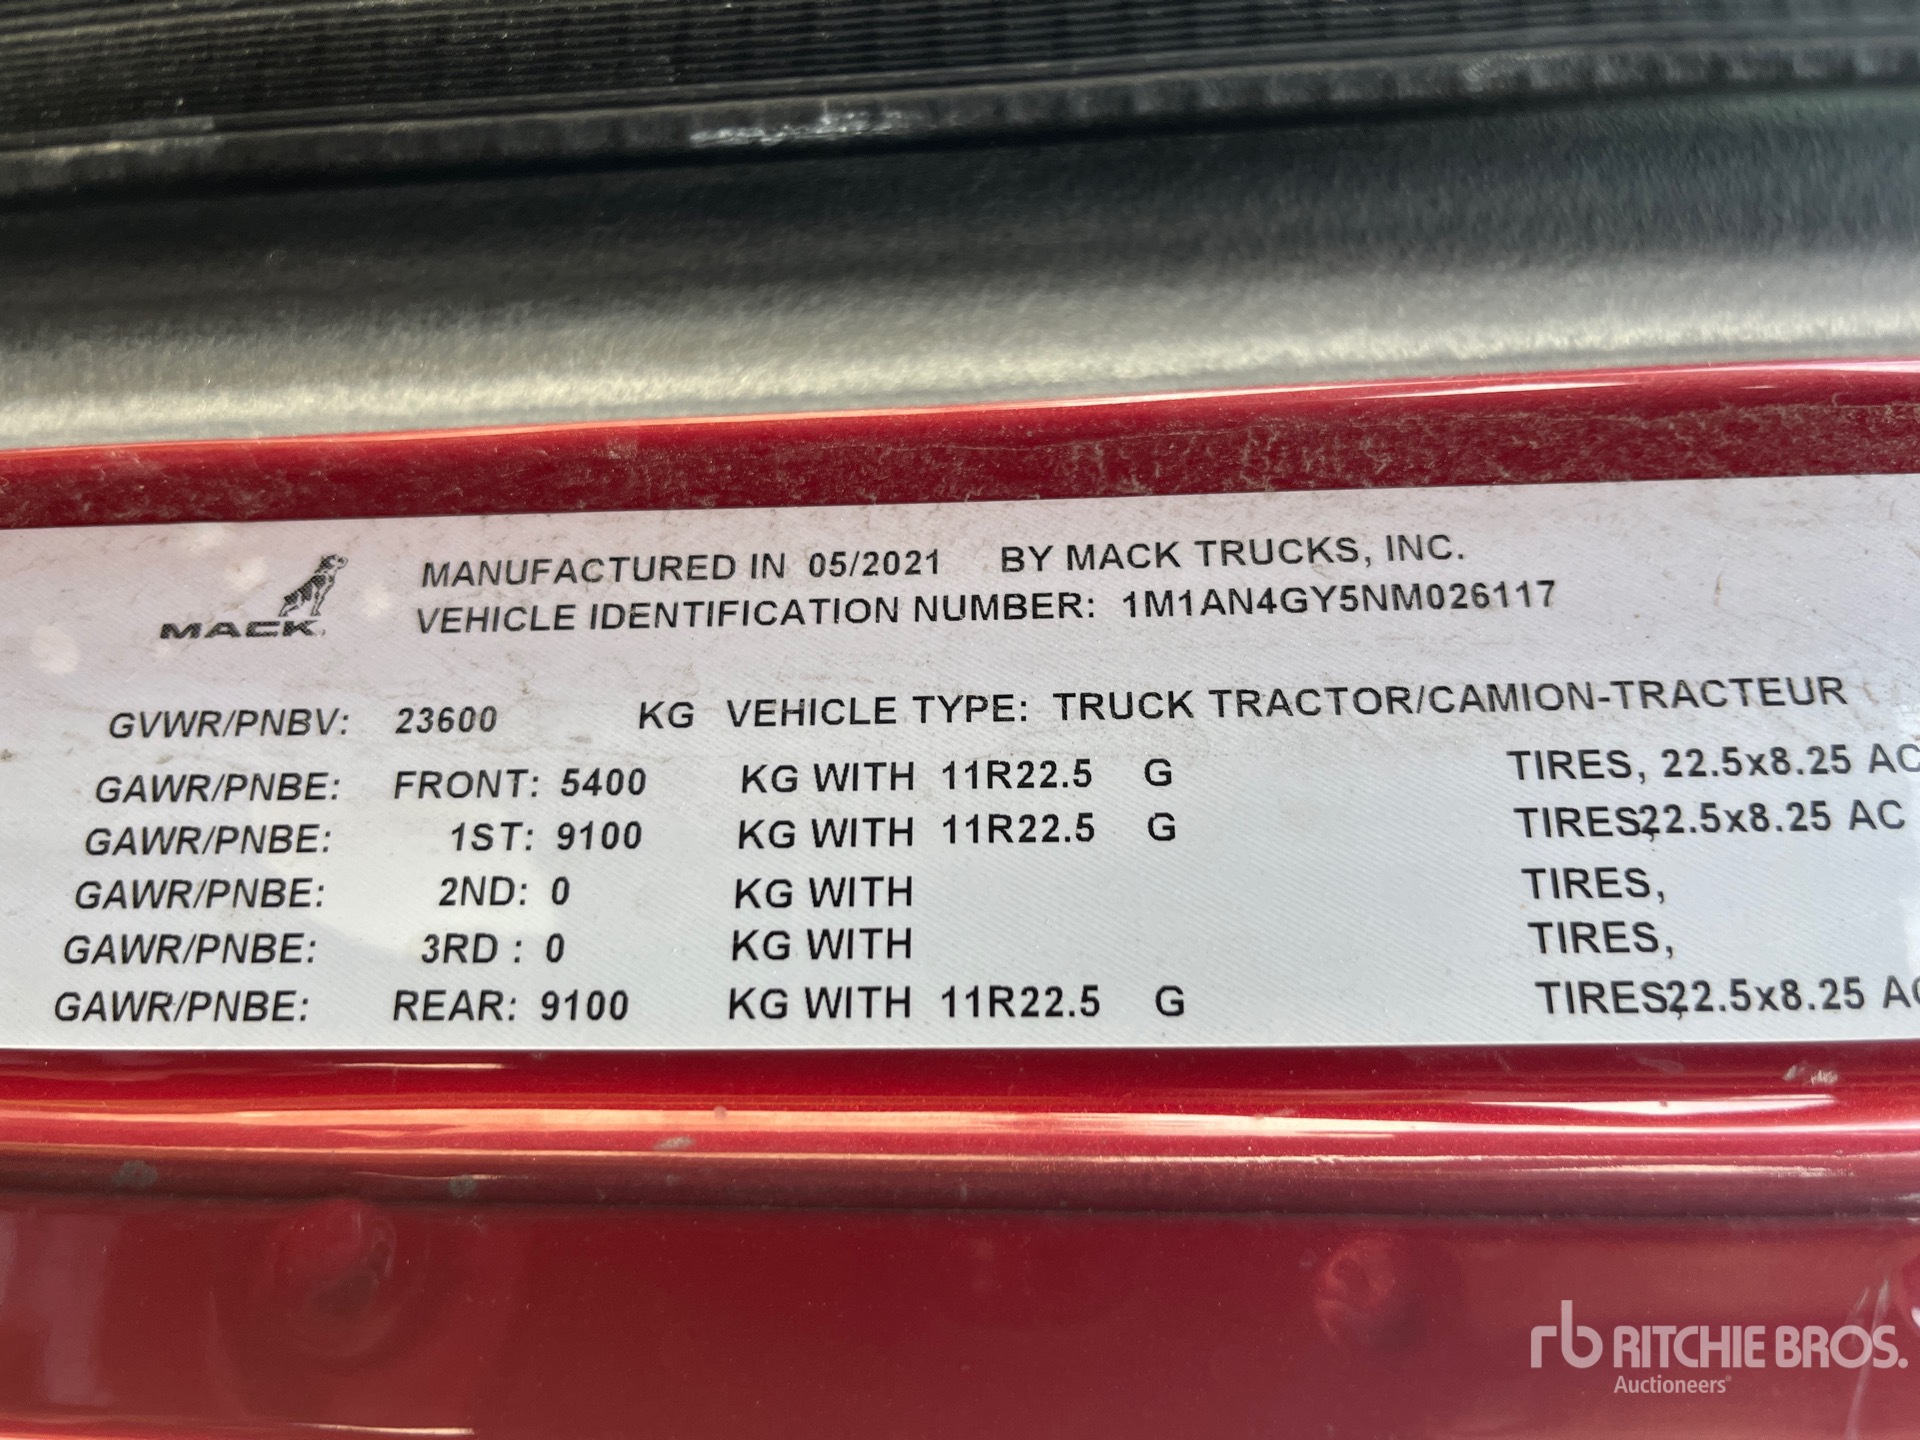 MACK
MANUFACTURED IN 05/2021 BY MACK TRUCKS, INC.
VEHICLE IDENTIFICATION NUMBER: 1M1AN4GY5NM026117
GVWR/PNBV: 23600 KG VEHICLE TYPE: TRUCK TRACTOR/CAMION-TRACTEUR
GAWR/PNBE: FRONT: 5400 KG WITH 11R22.5 G TIRES, 22.5x8.25 AC
GAWR/PNBE: 1ST: 9100 KG WITH 11R22.5 G TIRES,22.5x8.25 AC
GAWR/PNBE: 2ND: 0 KG WITH TIRES,
GAWR/PNBE: 3RD : 0 KG WITH TIRES,
GAWR/PNBE: REAR: 9100 KG WITH 11R22.5 G TIRES,22.5x8.25 AC
rb RITCHIE BROS.
Auctioneers